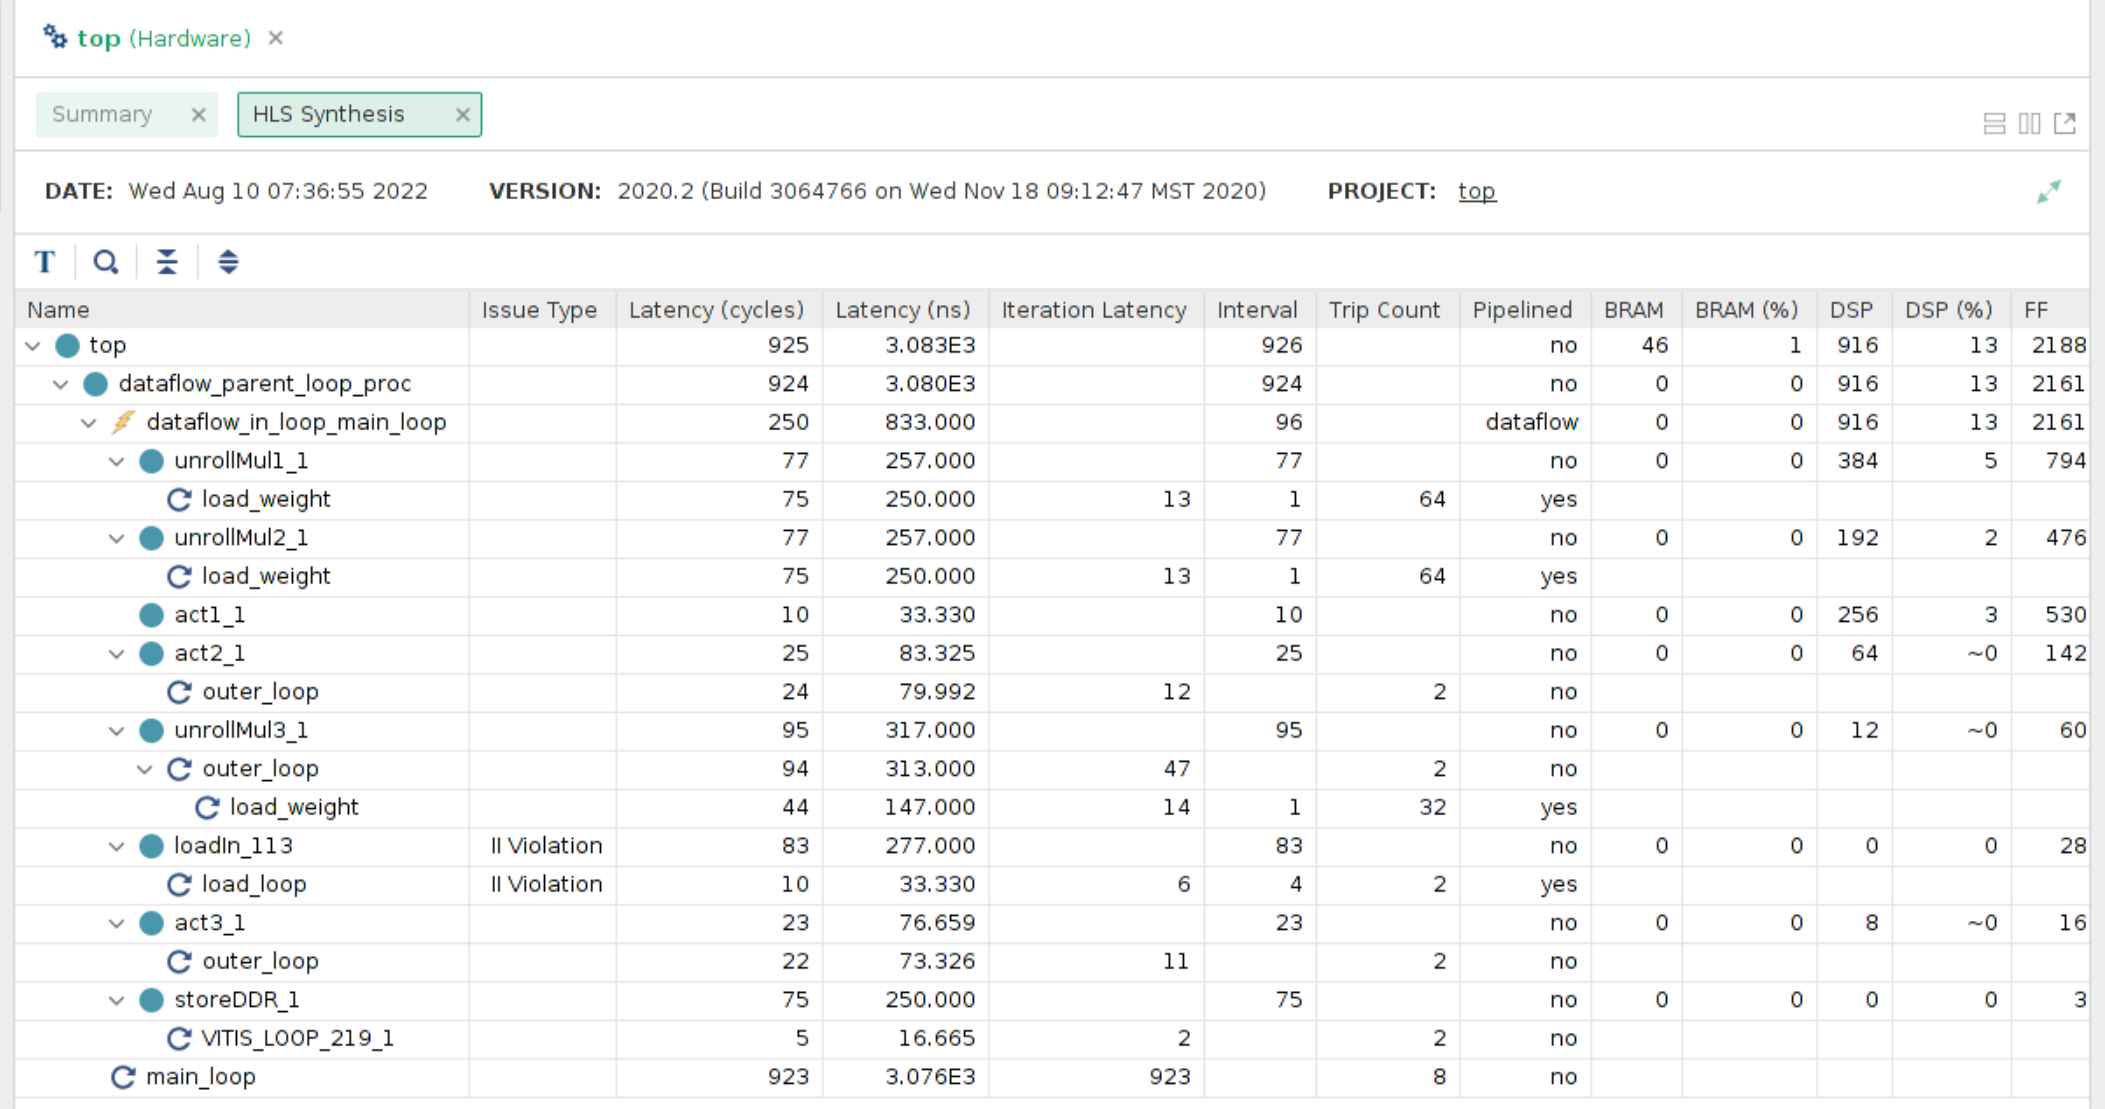 top (Hardware)
Summary HLS Synthesis
DATE: Wed Aug 10 07:36:55 2022 VERSION: 2020.2 (Build 3064766 on Wed Nov 18 09:12:47 MST 2020) PROJECT: top
T
Name Issue Type Latency (cycles) Latency (ns) Iteration Latency Interval Trip Count Pipelined BRAM BRAM (%) DSP DSP (%) FF
top 925 3.083E3 926 no 46 1 916 13 2188
dataflow_parent_loop_proc 924 3.080E3 924 no 0 0 916 13 2161
dataflow_in_loop_main_loop 250 833.000 96 dataflow 0 0 916 13 2161
unrollMul1_1 77 257.000 77 no 0 0 384 5 794
load_weight 75 250.000 13 1 64 yes
unrollMul2_1 77 257.000 77 no 0 0 192 2 476
load_weight 75 250.000 13 1 64 yes
act1_1 10 33.330 10 no 0 0 256 3 530
act2_1 25 83.325 25 no 0 0 64 ~0 142
outer_loop 24 79.992 12 2 no
unrollMul3_1 95 317.000 95 no 0 0 12 ~0 60
outer_loop 94 313.000 47 2 no
load_weight 44 147.000 14 1 32 yes
loadIn_113 II Violation 83 277.000 83 no 0 0 0 0 28
load_loop II Violation 10 33.330 6 4 2 yes
act3_1 23 76.659 23 no 0 0 8 ~0 16
outer_loop 22 73.326 11 2 no
storeDDR_1 75 250.000 75 no 0 0 0 0 3
VITIS_LOOP_219_1 5 16.665 2 2 no
main_loop 923 3.076E3 923 8 no